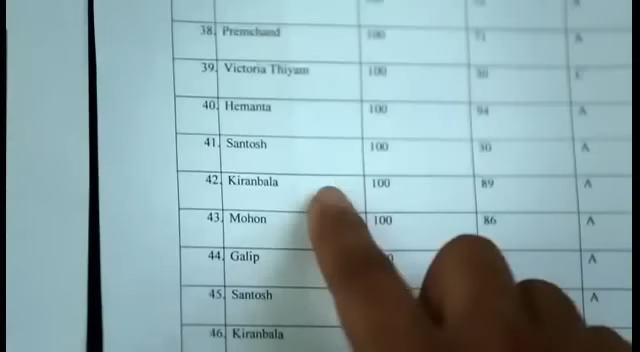 38. Premchand 100 71 A
39. Victoria Thiyam 100
40. Hemanta 100 94 A
41. Santosh 100 30 A
42. Kiranbala 100 89 A
43. Mohon 100 86 A
44. Galip A
45. Santosh A
46. Kiranbala